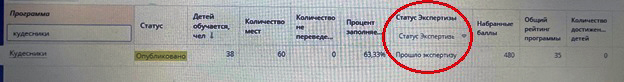 Программа
кудесники
Статус
Детей обучается, чел ↓
Количество мест
Количество не переведе...
Процент заполняе...
Статус Экспертизы
Статус Экспертизы
Набранные баллы
Общий рейтинг программы
Количество достижен... детей
Кудесники
Опубликовано
38
60
0
63.33%
Прошло экспертизу
480
35
0